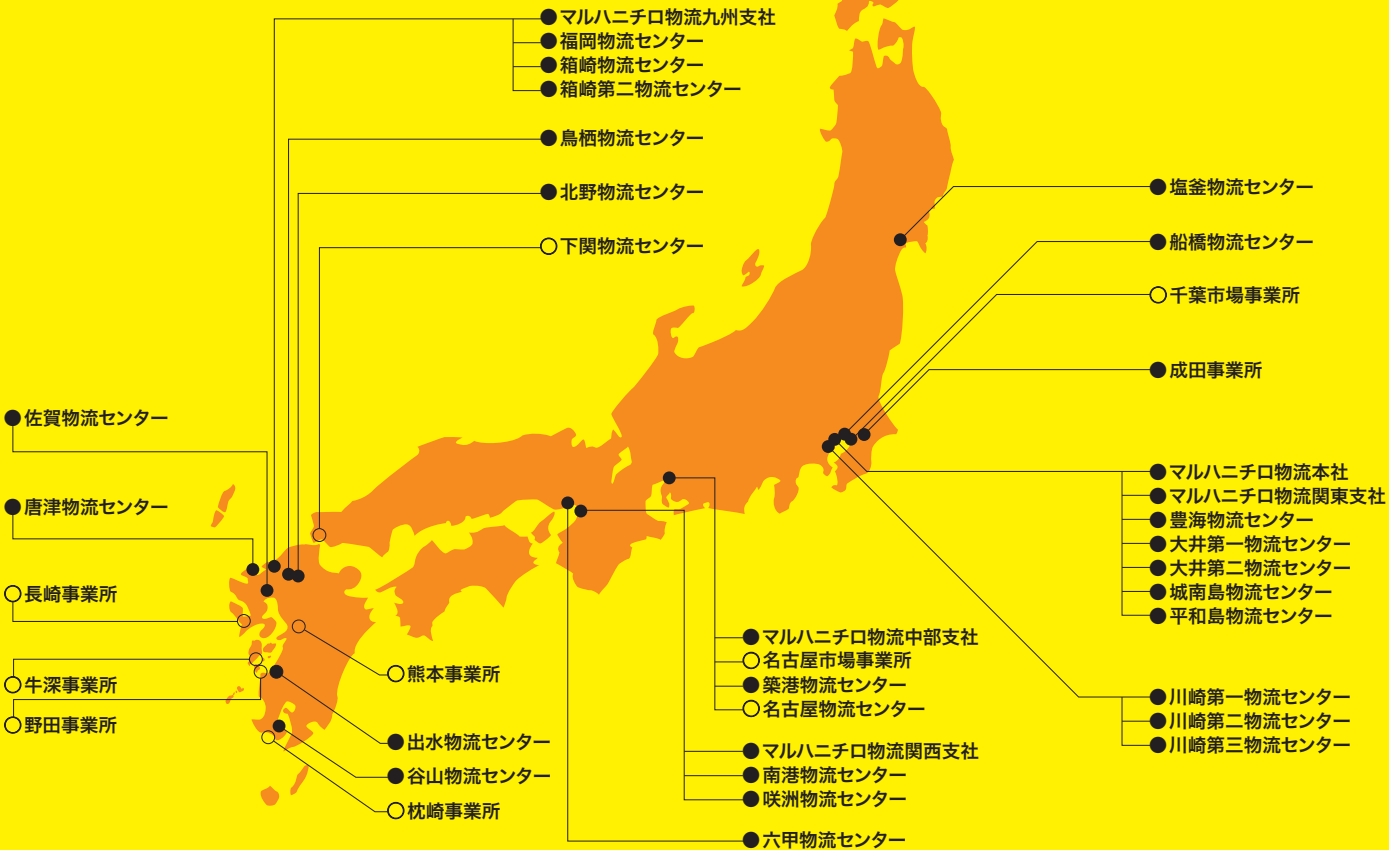 マルハニチロ物流九州支社
福岡物流センター
箱崎物流センター
箱崎第二物流センター
鳥栖物流センター
北野物流センター
下関物流センター
塩釜物流センター
船橋物流センター
千葉市場事業所
成田事業所
佐賀物流センター
唐津物流センター
長崎事業所
牛深事業所
野田事業所
熊本事業所
出水物流センター
谷山物流センター
枕崎事業所
マルハニチロ物流中部支社
名古屋市場事業所
築港物流センター
名古屋物流センター
マルハニチロ物流関西支社
南港物流センター
咲洲物流センター
六甲物流センター
マルハニチロ物流本社
マルハニチロ物流関東支社
豊海物流センター
大井第一物流センター
大井第二物流センター
城南島物流センター
平和島物流センター
川崎第一物流センター
川崎第二物流センター
川崎第三物流センター